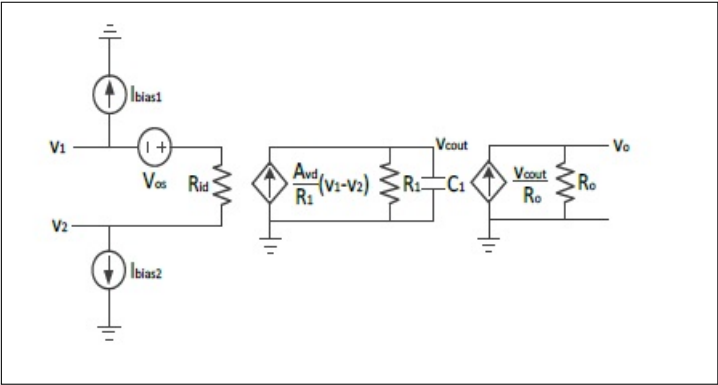 Ibias1
V1
Vos
Rid
V2
Ibias2
Avd
R1
(V1-V2)
R1
C1
Vcout
Vcout
Ro
Ro
Vo